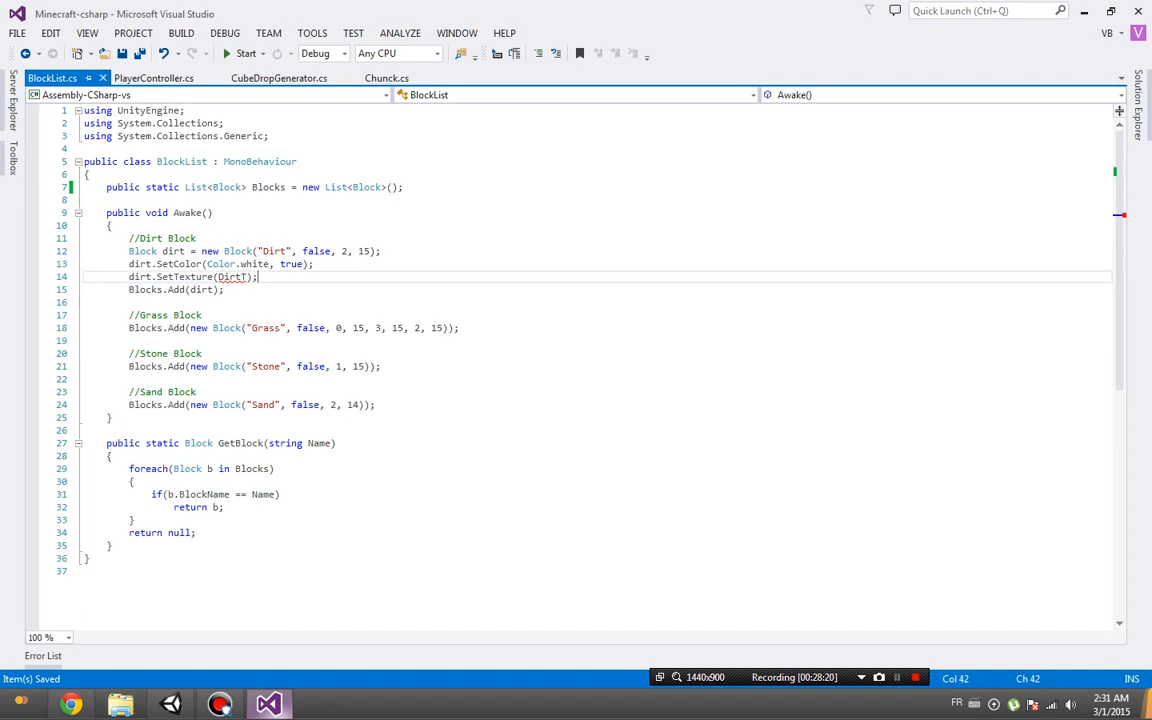 Minecraft-csharp - Microsoft Visual Studio
Quick Launch (Ctrl+Q)
FILE EDIT VIEW PROJECT BUILD DEBUG TEAM TOOLS TEST ANALYZE WINDOW HELP
VB V
Start Debug Any CPU
BlockList.cs PlayerController.cs CubeDropGenerator.cs Chunck.cs
Assembly-CSharp-vs BlockList Awake()
Server Explorer
Toolbox
Solution Explorer
1 using UnityEngine;
2 using System.Collections;
3 using System.Collections.Generic;
4
5 public class BlockList : MonoBehaviour
6 {
7 public static List<Block> Blocks = new List<Block>();
8
9 public void Awake()
10 {
11 //Dirt Block
12 Block dirt = new Block("Dirt", false, 2, 15);
13 dirt.SetColor(Color.white, true);
14 dirt.SetTexture(DirtT);
15 Blocks.Add(dirt);
16
17 //Grass Block
18 Blocks.Add(new Block("Grass", false, 0, 15, 3, 15, 2, 15));
19
20 //Stone Block
21 Blocks.Add(new Block("Stone", false, 1, 15));
22
23 //Sand Block
24 Blocks.Add(new Block("Sand", false, 2, 14));
25 }
26
27 public static Block GetBlock(string Name)
28 {
29 foreach(Block b in Blocks)
30 {
31 if(b.BlockName == Name)
32 return b;
33 }
34 return null;
35 }
36 }
37
100 %
Error List
Item(s) Saved 1440x900 Recording [00:28:20] Col 42 Ch 42 INS
FR 2:31 AM
3/1/2015